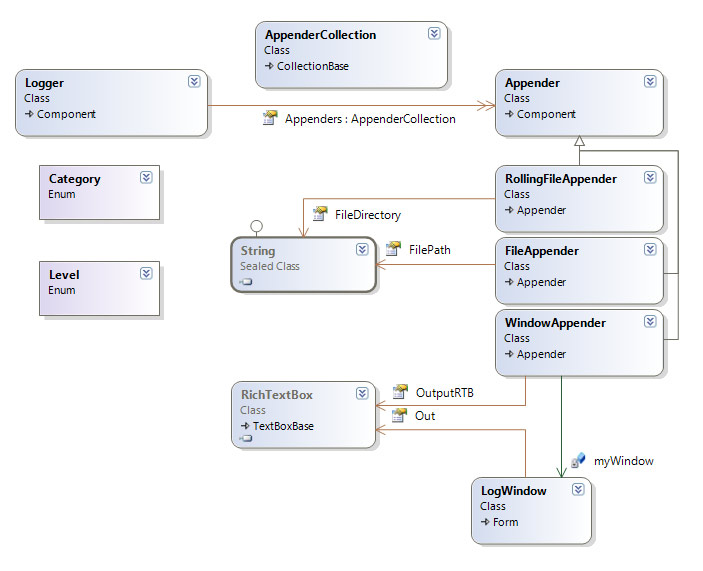 AppenderCollection
Class
CollectionBase
Logger
Class
Component
Appenders : AppenderCollection
Appender
Class
Component
Category
Enum
RollingFileAppender
Class
Appender
FileDirectory
String
Sealed Class
FilePath
FileAppender
Class
Appender
Level
Enum
WindowAppender
Class
Appender
RichTextBox
Class
TextBoxBase
OutputRTB
Out
myWindow
LogWindow
Class
Form